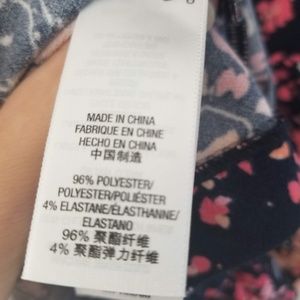 MADE IN CHINA
FABRIQUE EN CHINE
HECHO EN CHINA
中国制造
96% POLYESTER/
POLYESTER/POLIÉSTER
4% ELASTANE/ÉLASTHANNE/
ELASTANO
96% 聚酯纤维
4% 聚酯弹力纤维